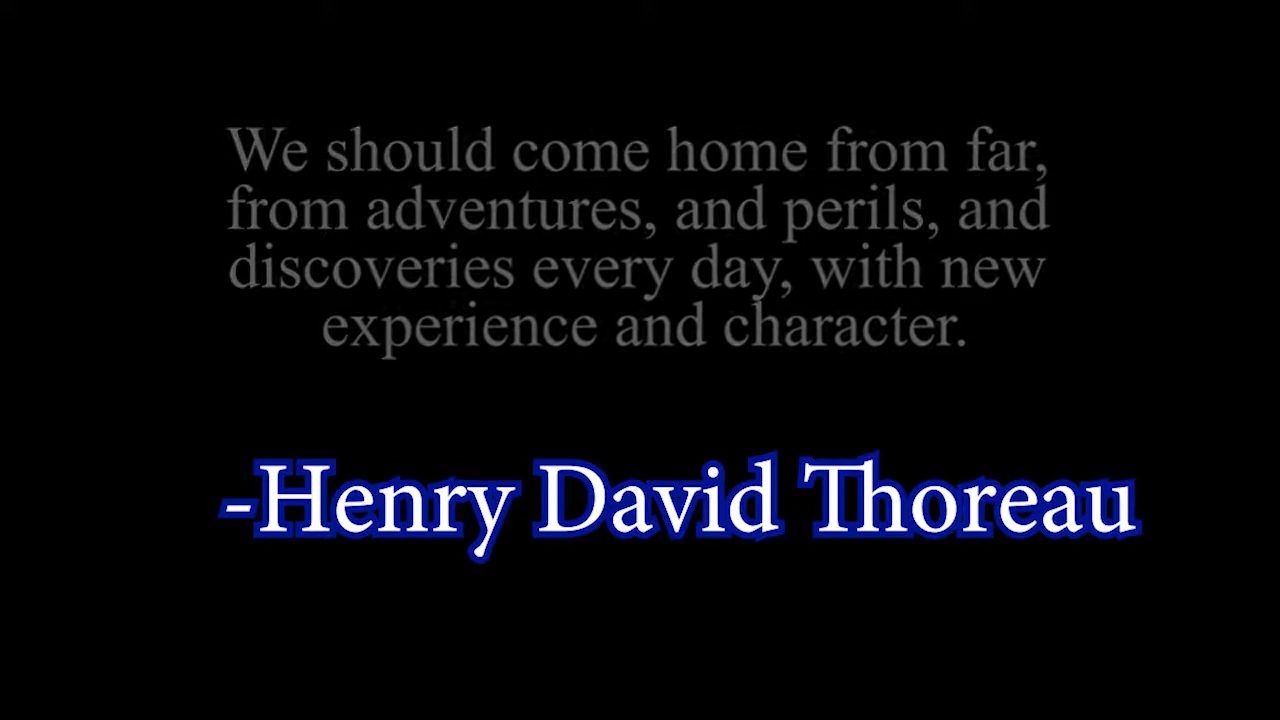 We should come home from far,
from adventures, and perils, and
discoveries every day, with new
experience and character.
-Henry David Thoreau